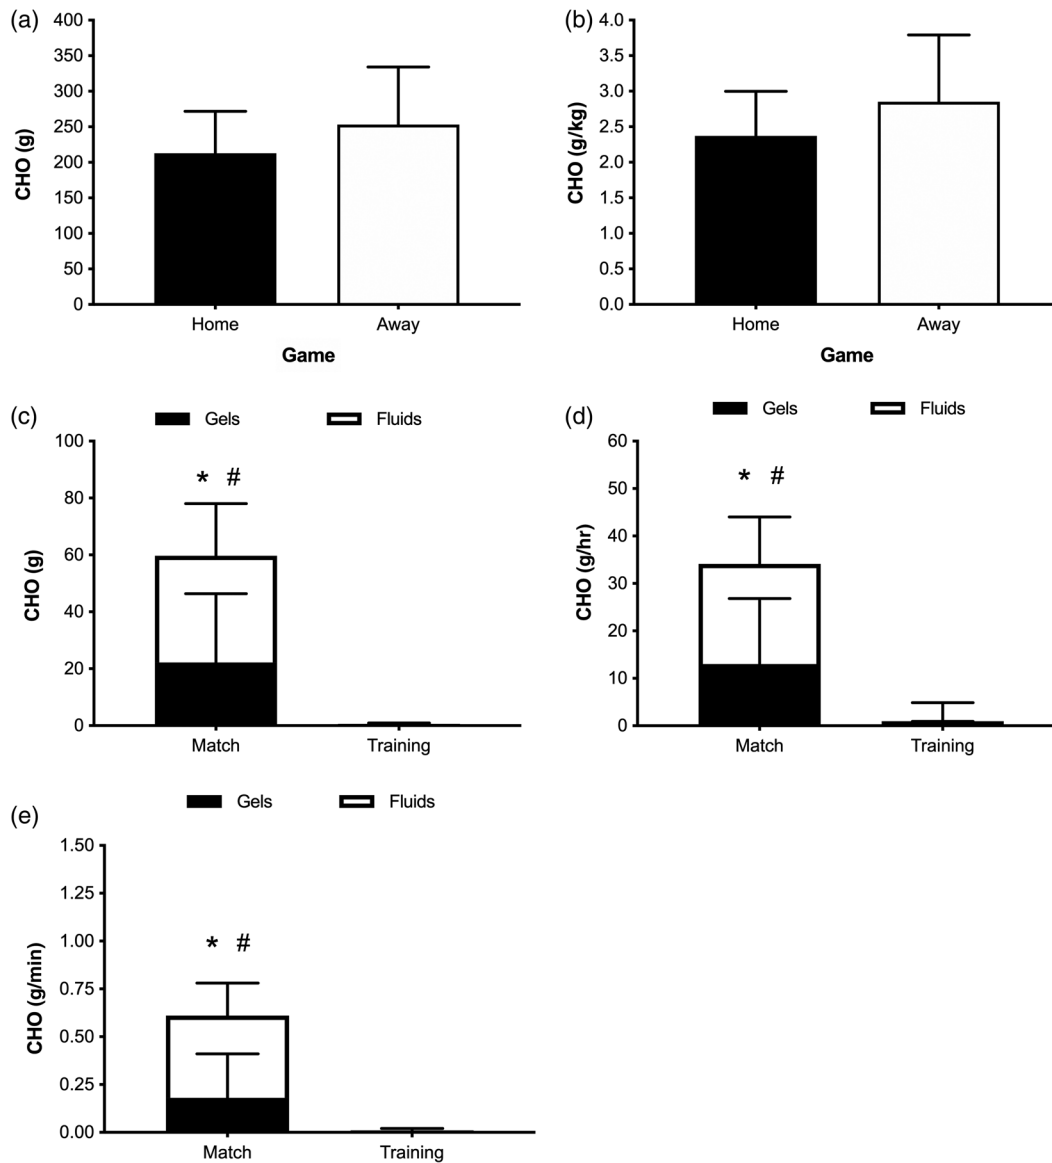 (a)
CHO (g)
400
350
300
250
200
150
100
50
0
Home Away
Game
(b)
CHO (g/kg)
4.0
3.5
3.0
2.5
2.0
1.5
1.0
0.5
0.0
Home Away
Game
(c)
Gels Fluids
CHO (g)
100
80
60
40
20
0
* #
Match Training
(d)
Gels Fluids
CHO (g/hr)
60
50
40
30
20
10
0
* #
Match Training
(e)
Gels Fluids
CHO (g/min)
1.50
1.25
1.00
0.75
0.50
0.25
0.00
* #
Match Training